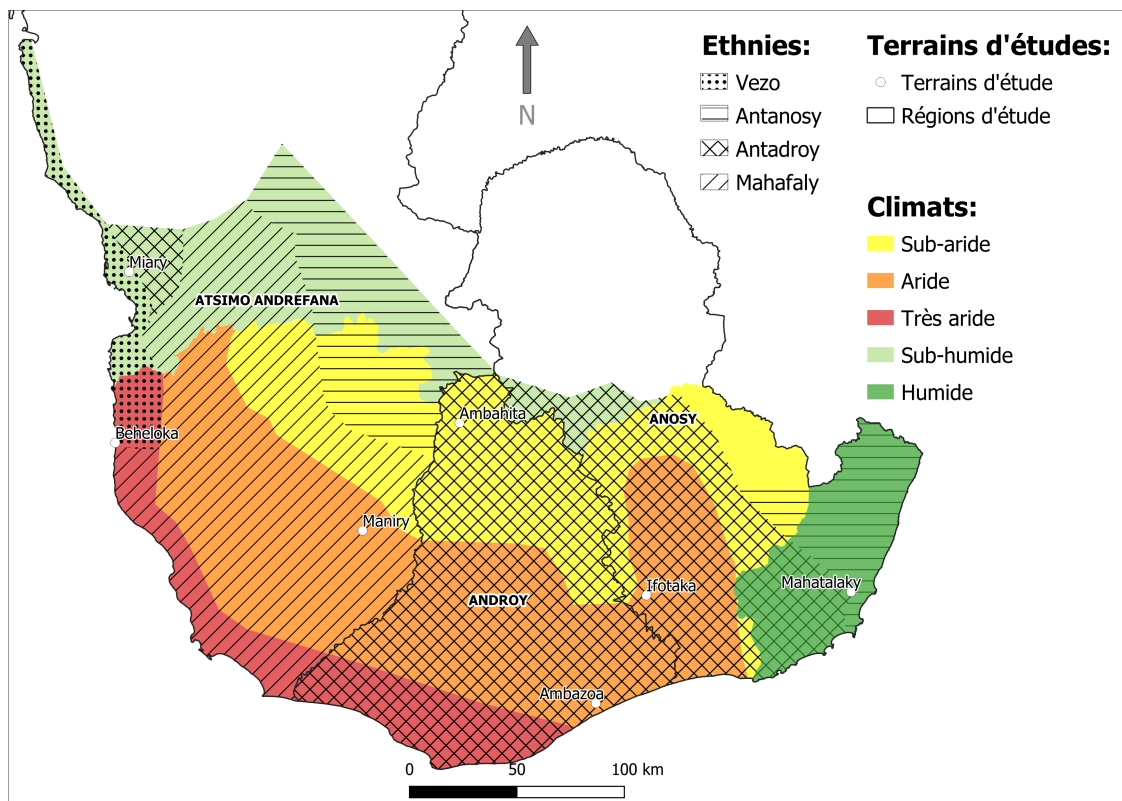 Ethnies:
Vezo
Antanosy
Antadroy
Mahafaly
Terrains d'études:
Terrains d'étude
Régions d'étude
Climats:
Sub-aride
Aride
Très aride
Sub-humide
Humide
N
Miary
ATSIMO ANDREFANA
Ambahita
ANOSY
Beheloka
Maniry
Ifotaka
Mahatalaky
ANDROY
Ambazoa
0 50 100 km